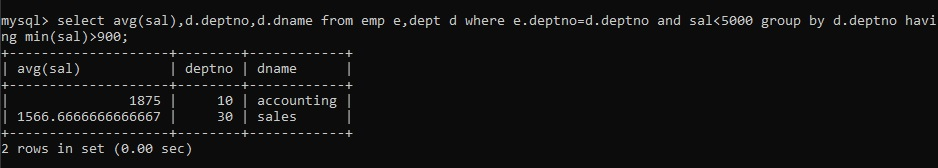 mysql> select avg(sal),d.deptno,d.dname from emp e,dept d where e.deptno=d.deptno and sal<5000 group by d.deptno havi
ng min(sal)>900;
+------------------+--------+------------+
| avg(sal)         | deptno | dname      |
+------------------+--------+------------+
|             1875 |     10 | accounting |
| 1566.6666666666667 |     30 | sales      |
+------------------+--------+------------+
2 rows in set (0.00 sec)